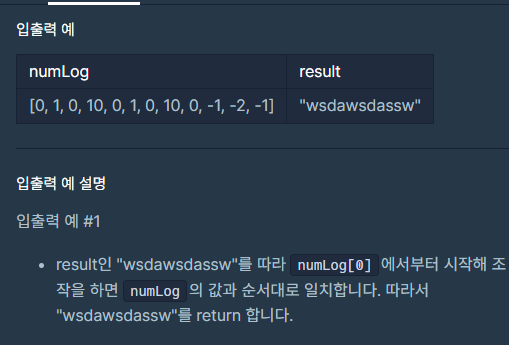 입출력 예
numLog result
[0, 1, 0, 10, 0, 1, 0, 10, 0, -1, -2, -1] "wsdawsdassw"
입출력 예 설명
입출력 예 #1
• result인 "wsdawsdassw"를 따라 numLog[0] 에서부터 시작해 조
작을 하면 numLog 의 값과 순서대로 일치합니다. 따라서
"wsdawsdassw"를 return 합니다.